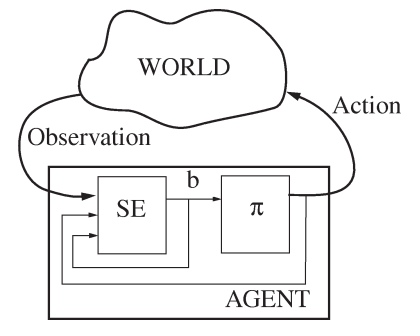 WORLD
Action
Observation
b
SE
π
AGENT